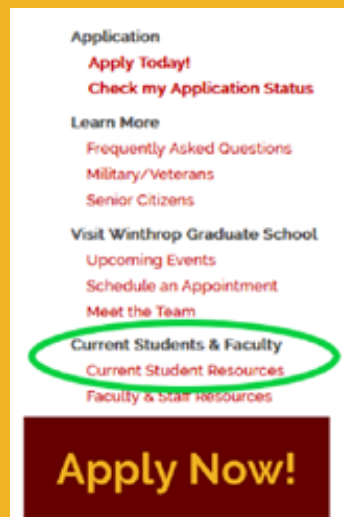 Application
Apply Today!
Check my Application Status
Learn More
Frequently Asked Questions
Military/Veterans
Senior Citizens
Visit Winthrop Graduate School
Upcoming Events
Schedule an Appointment
Meet the Team
Current Students & Faculty
Current Student Resources
Faculty & Staff Resources
Apply Now!